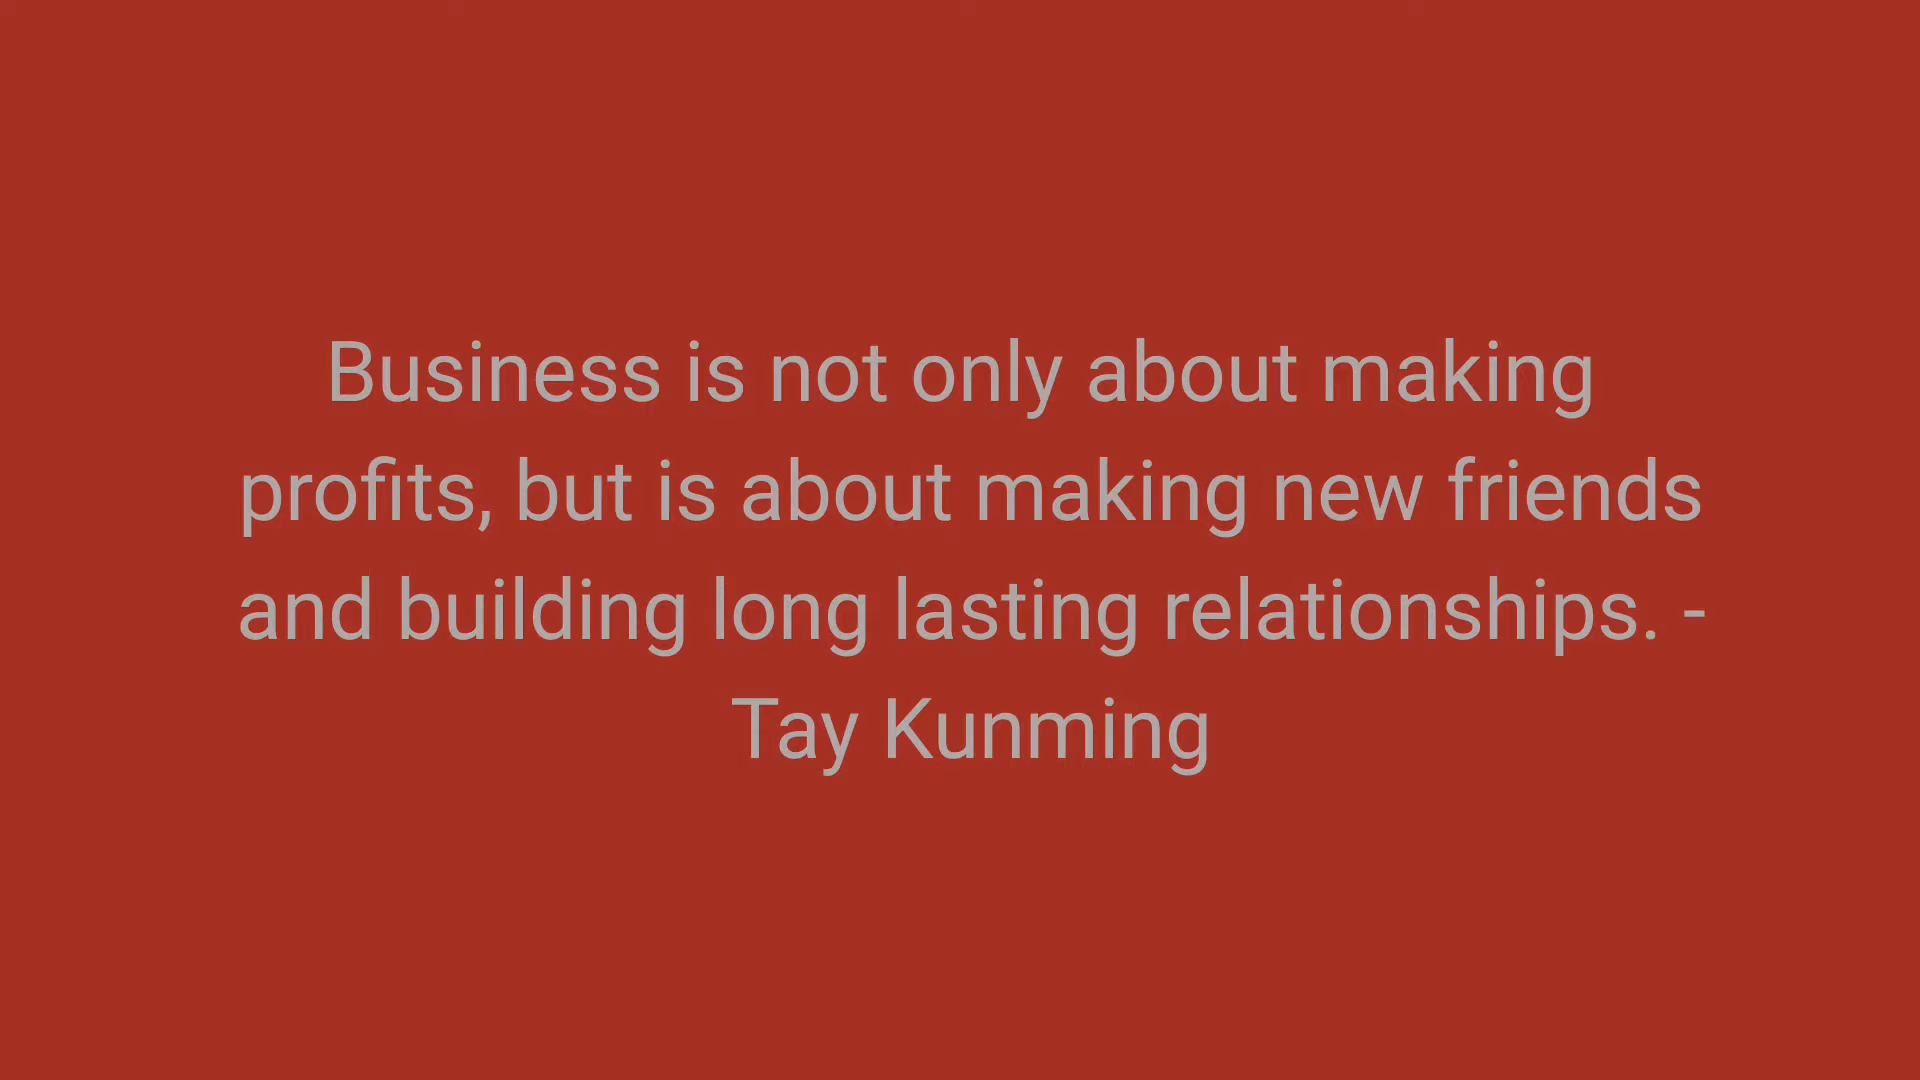 Business is not only about making
profits, but is about making new friends
and building long lasting relationships. -
Tay Kunming